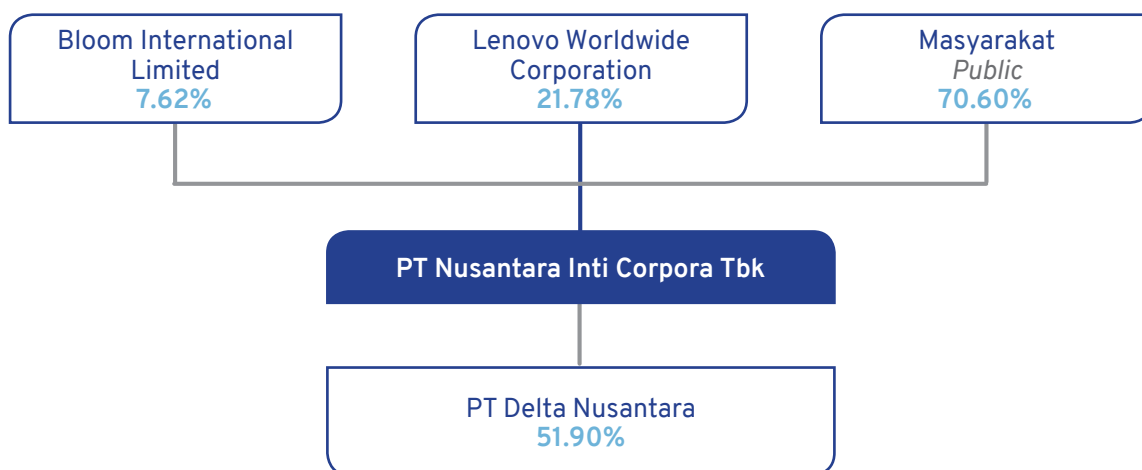 Bloom International
Limited
7.62%
Lenovo Worldwide
Corporation
21.78%
Masyarakat
Public
70.60%
PT Nusantara Inti Corpora Tbk
PT Delta Nusantara
51.90%